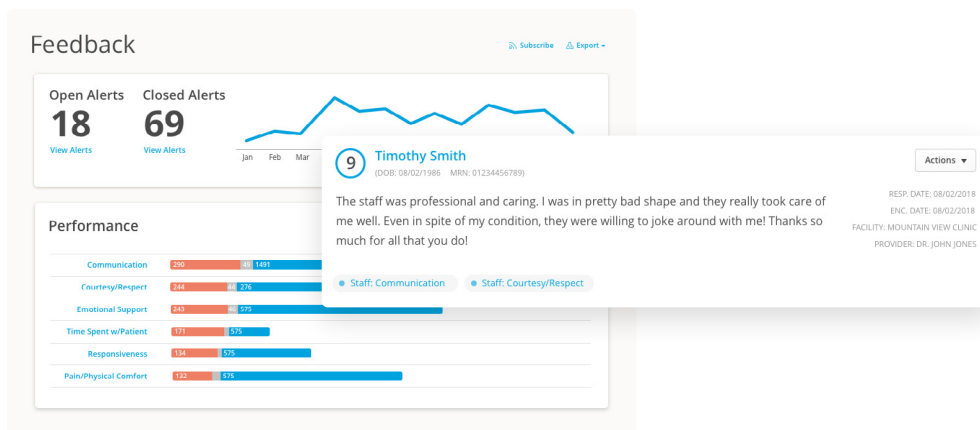 Feedback
Subscribe
Export
Open Alerts
Closed Alerts
18
69
View Alerts
View Alerts
Jan Feb Mar
9
Timothy Smith
(DOB: 08/02/1986 MRN: 01234456789)
Actions
The staff was professional and caring. I was in pretty bad shape and they really took care of
me well. Even in spite of my condition, they were willing to joke around with me! Thanks so
much for all that you do!
RESP. DATE: 08/02/2018
ENC. DATE: 08/02/2018
FACILITY: MOUNTAIN VIEW CLINIC
PROVIDER: DR. JOHN JONES
Staff: Communication
Staff: Courtesy/Respect
Performance
Communication 290 49 1491
Courtesy/Respect 244 44 276
Emotional Support 243 46 575
Time Spent w/Patient 171 575
Responsiveness 134 575
Pain/Physical Comfort 132 575